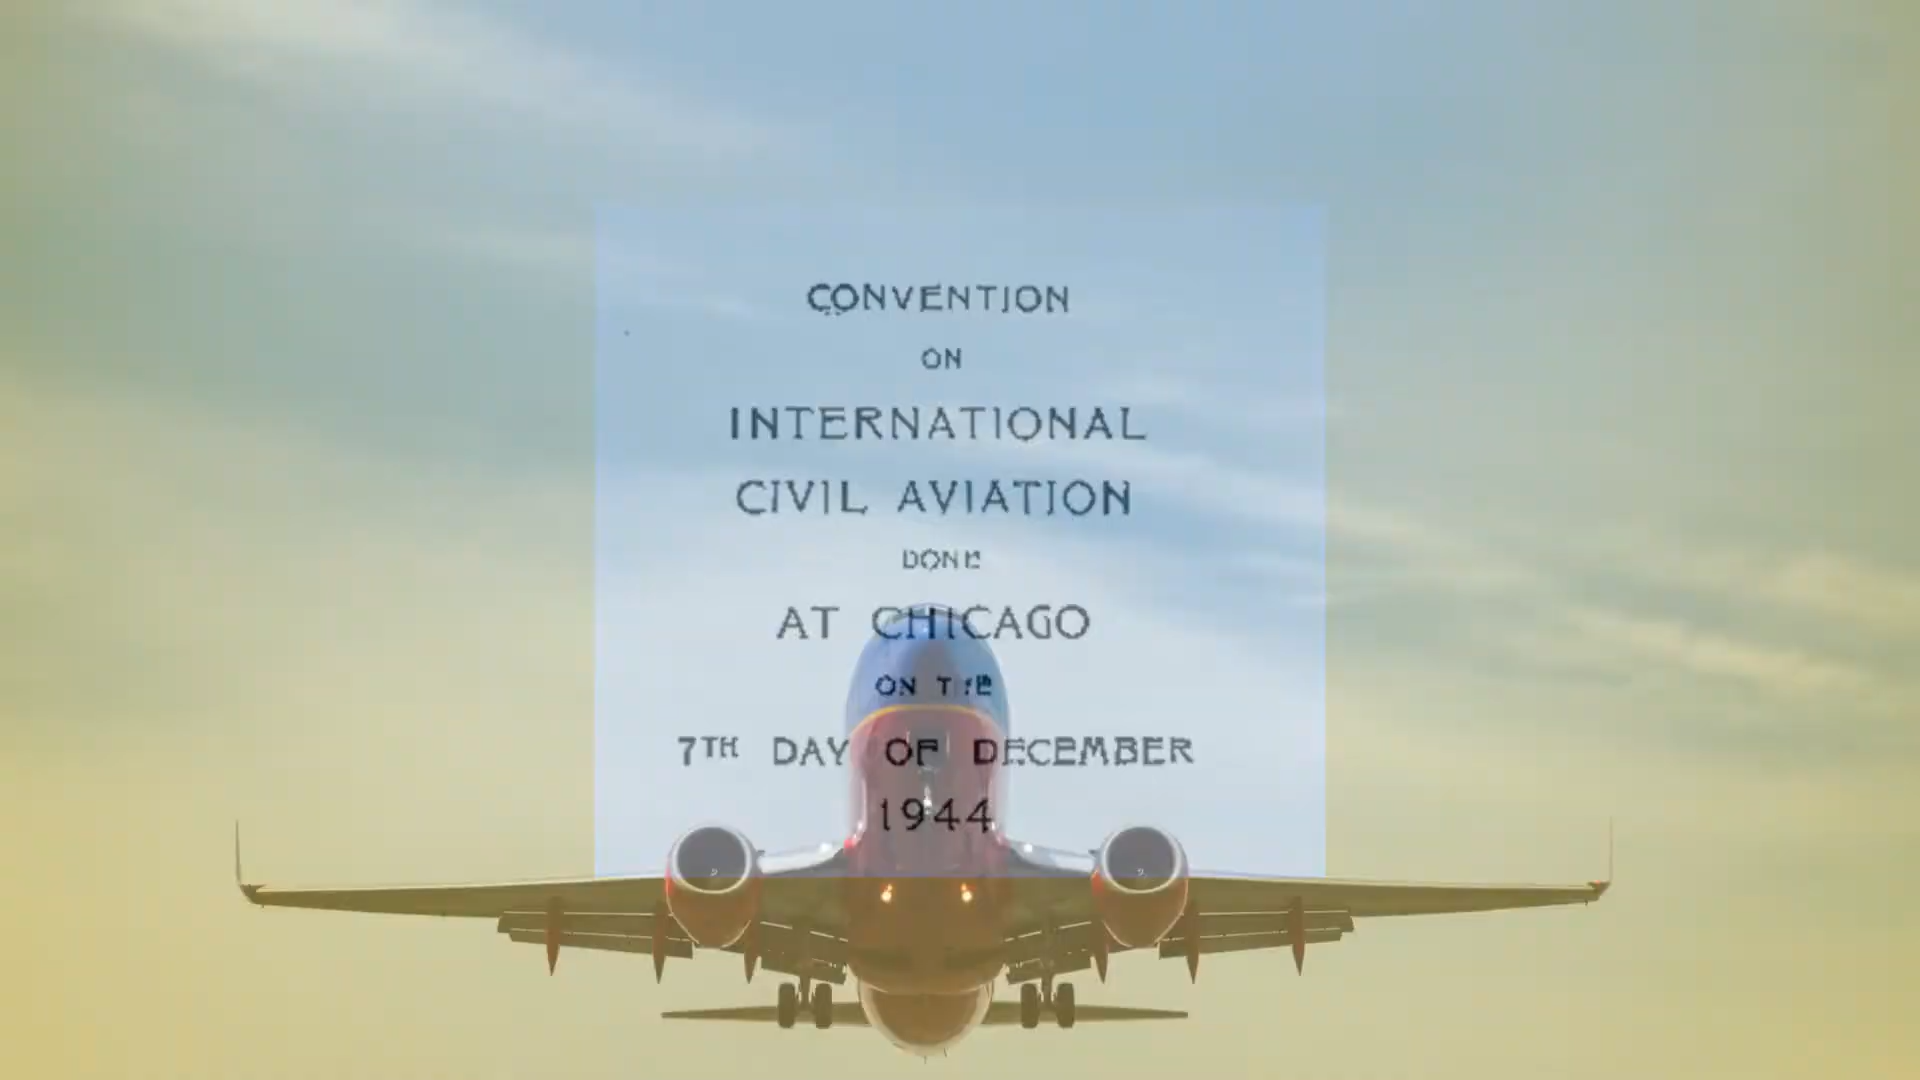 CONVENTION
ON
INTERNATIONAL
CIVIL AVIATION
DONE
AT CHICAGO
ON THE
7TH DAY OF DECEMBER
1944